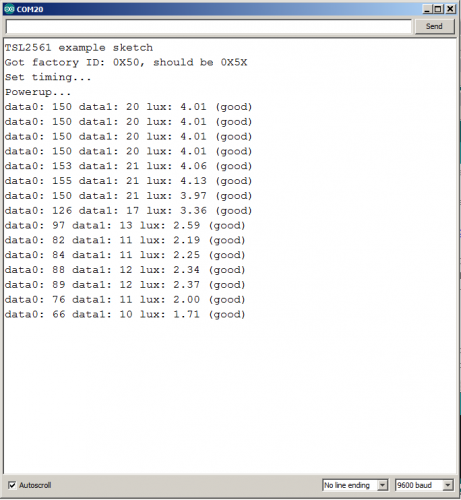 COM20
Send
TSL2561 example sketch
Got factory ID: 0X50, should be 0X5X
Set timing...
Powerup...
data0: 150 data1: 20 lux: 4.01 (good)
data0: 150 data1: 20 lux: 4.01 (good)
data0: 150 data1: 20 lux: 4.01 (good)
data0: 150 data1: 20 lux: 4.01 (good)
data0: 153 data1: 21 lux: 4.06 (good)
data0: 155 data1: 21 lux: 4.13 (good)
data0: 150 data1: 21 lux: 3.97 (good)
data0: 126 data1: 17 lux: 3.36 (good)
data0: 97 data1: 13 lux: 2.59 (good)
data0: 82 data1: 11 lux: 2.19 (good)
data0: 84 data1: 11 lux: 2.25 (good)
data0: 88 data1: 12 lux: 2.34 (good)
data0: 89 data1: 12 lux: 2.37 (good)
data0: 76 data1: 11 lux: 2.00 (good)
data0: 66 data1: 10 lux: 1.71 (good)
Autoscroll No line ending 9600 baud